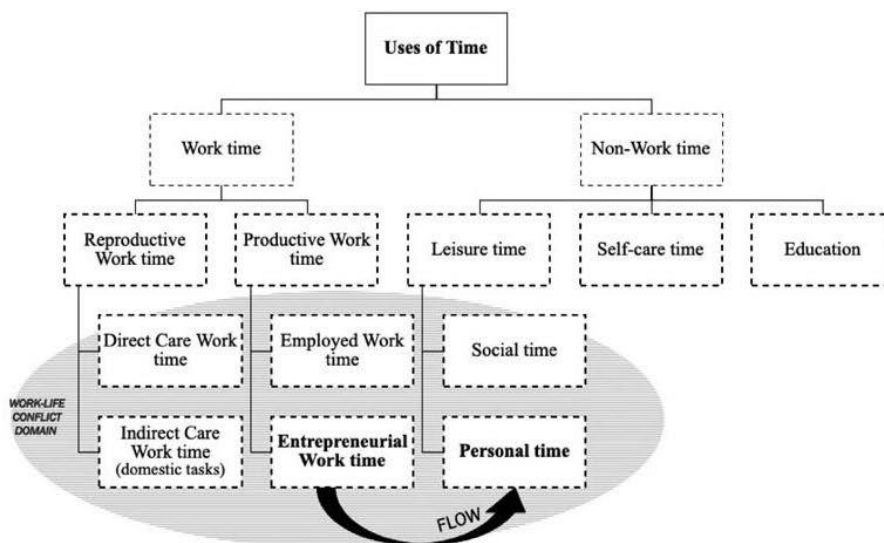 Uses of Time
Work time
Non-Work time
Reproductive
Work time
Productive Work
time
Leisure time
Self-care time
Education
Direct Care Work
time
Employed Work
time
Social time
WORK-LIFE
CONFLICT
DOMAIN
Indirect Care
Work time
(domestic tasks)
Entrepreneurial
Work time
Personal time
FLOW